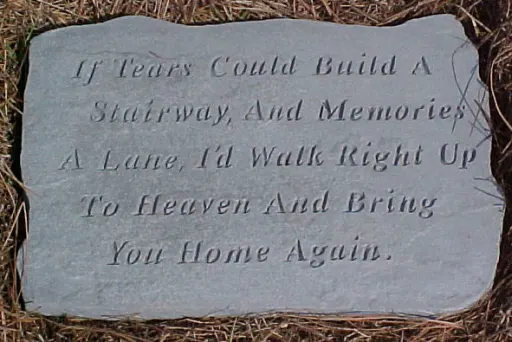 If Tears Could Build A
Stairway, And Memories
A Lane, I'd Walk Right Up
To Heaven And Bring
You Home Again.